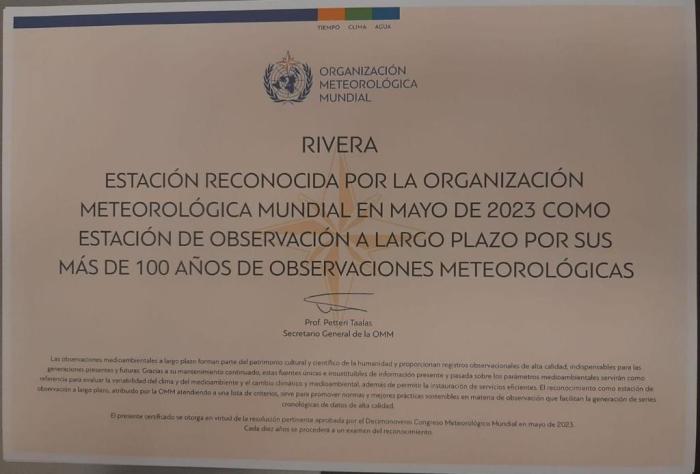 TIEMPO CLIMA AGUA
ORGANIZACIÓN
METEOROLÓGICA
MUNDIAL
RIVERA
ESTACIÓN RECONOCIDA POR LA ORGANIZACIÓN
METEOROLÓGICA MUNDIAL EN MAYO DE 2023 COMO
ESTACIÓN DE OBSERVACIÓN A LARGO PLAZO POR SUS
MÁS DE 100 AÑOS DE OBSERVACIONES METEOROLÓGICAS
Prof. Petteri Taalas
Secretario General de la OMM
Las observaciones medioambientales a largo plazo forman parte del patrimonio cultural y científico de la humanidad y proporcionan registros observacionales de alta calidad, indispensables para las
generaciones presentes y futuras. Gracias a su mantenimiento continuado, estas fuentes únicas e insustituibles de información presente y pasada sobre los parámetros medioambientales servirán como
referencia para evaluar la variabilidad del clima y del medioambiente y el cambio climático y medioambiental, además de permitir la instauración de servicios eficientes. El reconocimiento como estación de
observación a largo plazo, atribuido por la OMM atendiendo a una lista de criterios, sirve para promover normas y mejores prácticas sostenibles en materia de observación que facilitan la generación de series
cronológicas de datos de alta calidad.
El presente certificado se otorga en virtud de la resolución pertinente aprobada por el Decimonoveno Congreso Meteorológico Mundial en mayo de 2023.
Cada diez años se procederá a un examen del reconocimiento.